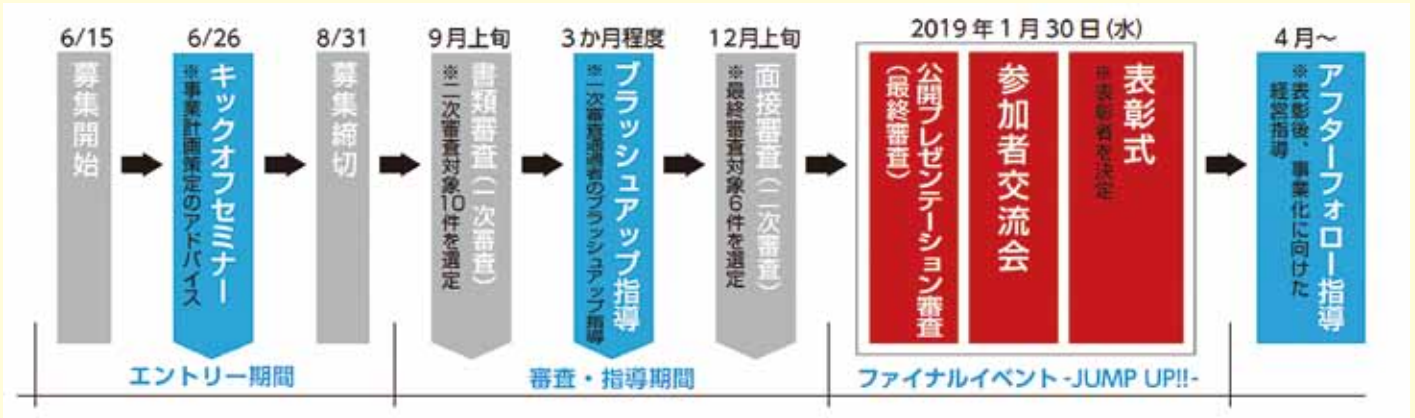 6/15
募集開始
6/26
キックオフセミナー
※事業計画策定のアドバイス
8/31
募集締切
9月上旬
書類審査(一次審査)
※二次審査対象10件を選定
3か月程度
ブラッシュアップ指導
※一次審査通過者のブラッシュアップ指導
12月上旬
面接審査(二次審査)
※最終審査対象6件を選定
2019年1月30日(水)
公開プレゼンテーション審査
(最終審査)
参加者交流会
表彰式
※表彰者を決定
4月~
アフターフォロー指導
※表彰後、事業化に向けた
経営指導
エントリー期間
審査・指導期間
ファイナルイベント-JUMP UP!!-